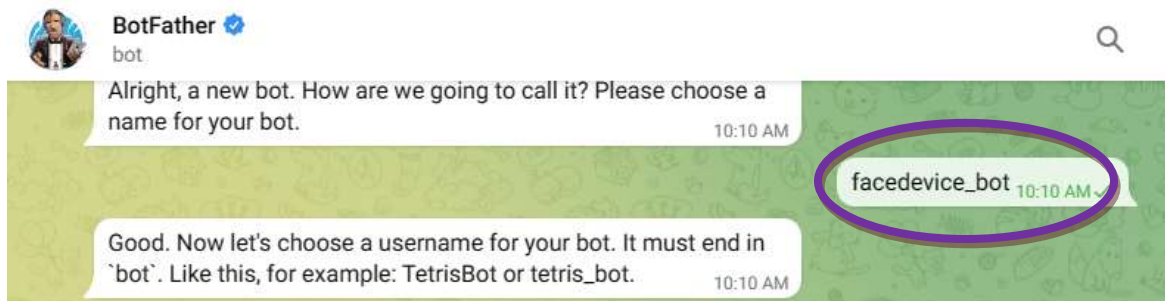 BotFather
bot
Alright, a new bot. How are we going to call it? Please choose a
name for your bot.
10:10 AM
facedevice_bot 10:10 AM
Good. Now let's choose a username for your bot. It must end in
`bot`. Like this, for example: TetrisBot or tetris_bot.
10:10 AM